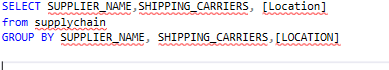 SELECT SUPPLIER_NAME,SHIPPING_CARRIERS, [Location]
from supplychain
GROUP BY SUPPLIER_NAME, SHIPPING_CARRIERS,[LOCATION]